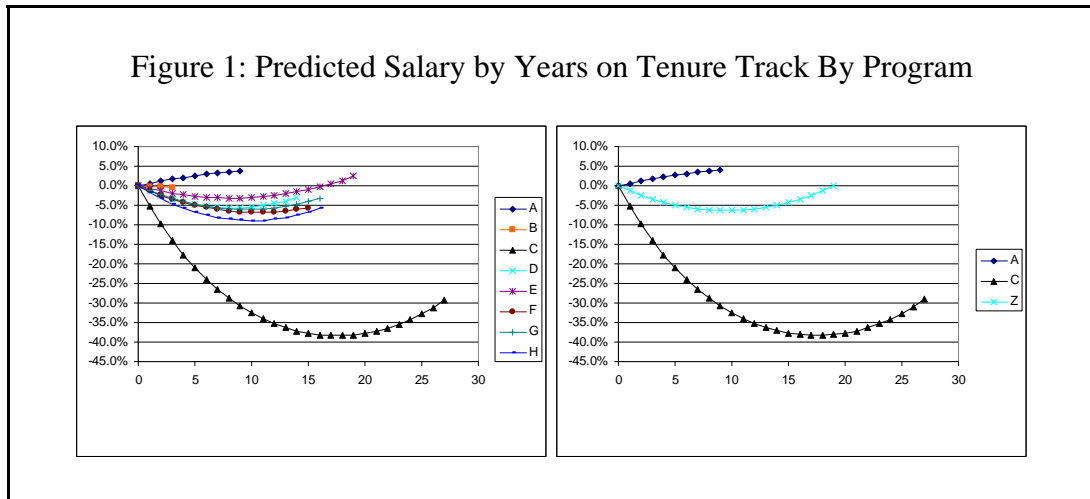 Figure 1: Predicted Salary by Years on Tenure Track By Program
10.0%
5.0%
0.0%
-5.0%
-10.0%
-15.0%
-20.0%
-25.0%
-30.0%
-35.0%
-40.0%
-45.0%
0 5 10 15 20 25 30
A
B
C
D
E
F
G
H
10.0%
5.0%
0.0%
-5.0%
-10.0%
-15.0%
-20.0%
-25.0%
-30.0%
-35.0%
-40.0%
-45.0%
0 5 10 15 20 25 30
A
C
Z